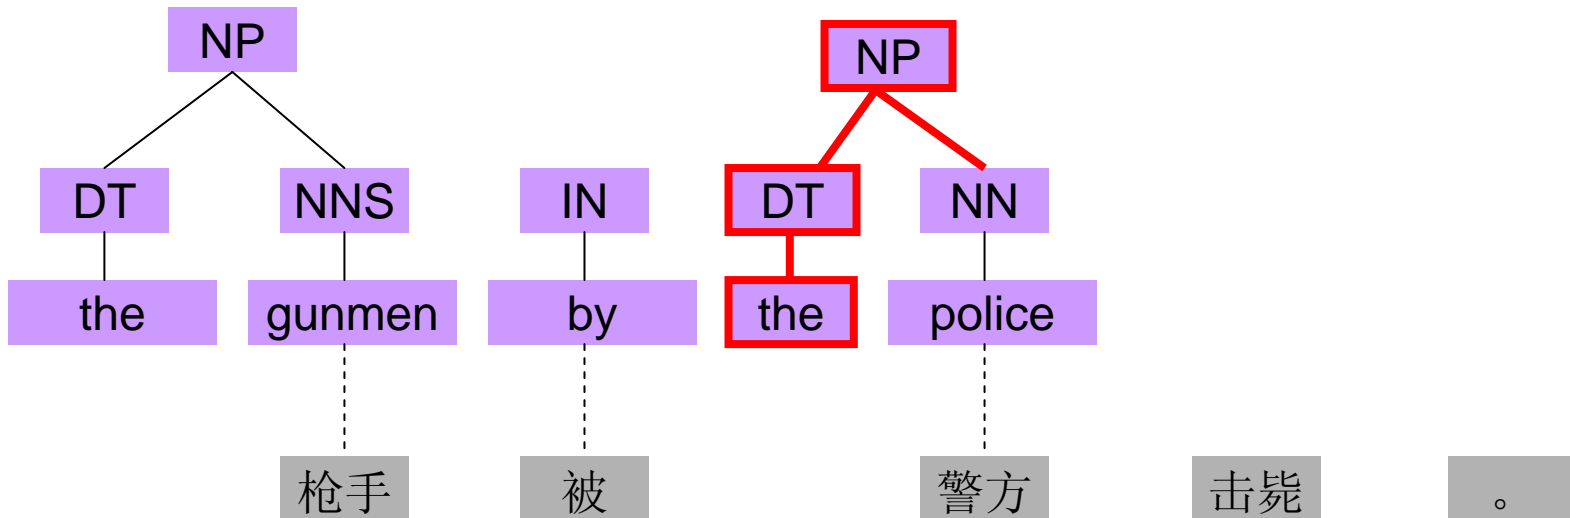 NP NP
DT NNS IN DT NN
the gunmen by the police
枪手 被 警方 击毙 。